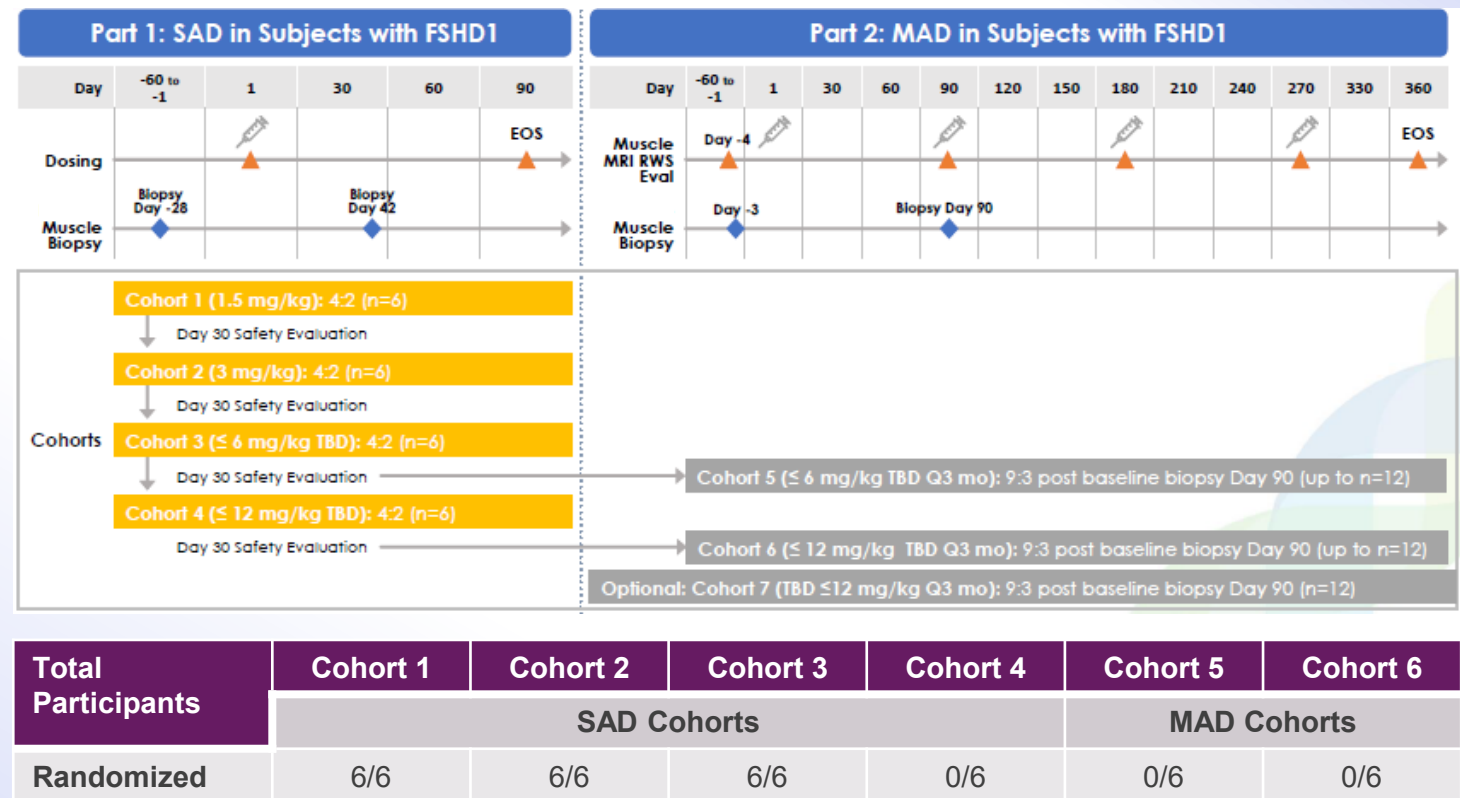 Part 1: SAD in Subjects with FSHD1
Part 2: MAD in Subjects with FSHD1
Day -60 to -1 1 30 60 90
Day -60 to -1 1 30 60 90 120 150 180 210 240 270 330 360
Dosing
EOS
Biopsy
Day -28
Biopsy
Day 42
Muscle
Biopsy
Muscle
MRI RWS
Eval
Day -4
EOS
Day -3
Biopsy Day 90
Muscle
Biopsy
Cohorts
Cohort 1 (1.5 mg/kg): 4:2 (n=6)
Day 30 Safety Evaluation
Cohort 2 (3 mg/kg): 4:2 (n=6)
Day 30 Safety Evaluation
Cohort 3 (≤ 6 mg/kg TBD): 4:2 (n=6)
Day 30 Safety Evaluation
Cohort 5 (≤ 6 mg/kg TBD Q3 mo): 9:3 post baseline biopsy Day 90 (up to n=12)
Cohort 4 (≤ 12 mg/kg TBD): 4:2 (n=6)
Day 30 Safety Evaluation
Cohort 6 (≤ 12 mg/kg TBD Q3 mo): 9:3 post baseline biopsy Day 90 (up to n=12)
Optional: Cohort 7 (TBD ≤12 mg/kg Q3 mo): 9:3 post baseline biopsy Day 90 (n=12)
Total
Participants
Cohort 1 Cohort 2 Cohort 3 Cohort 4 Cohort 5 Cohort 6
SAD Cohorts MAD Cohorts
Randomized 6/6 6/6 6/6 0/6 0/6 0/6